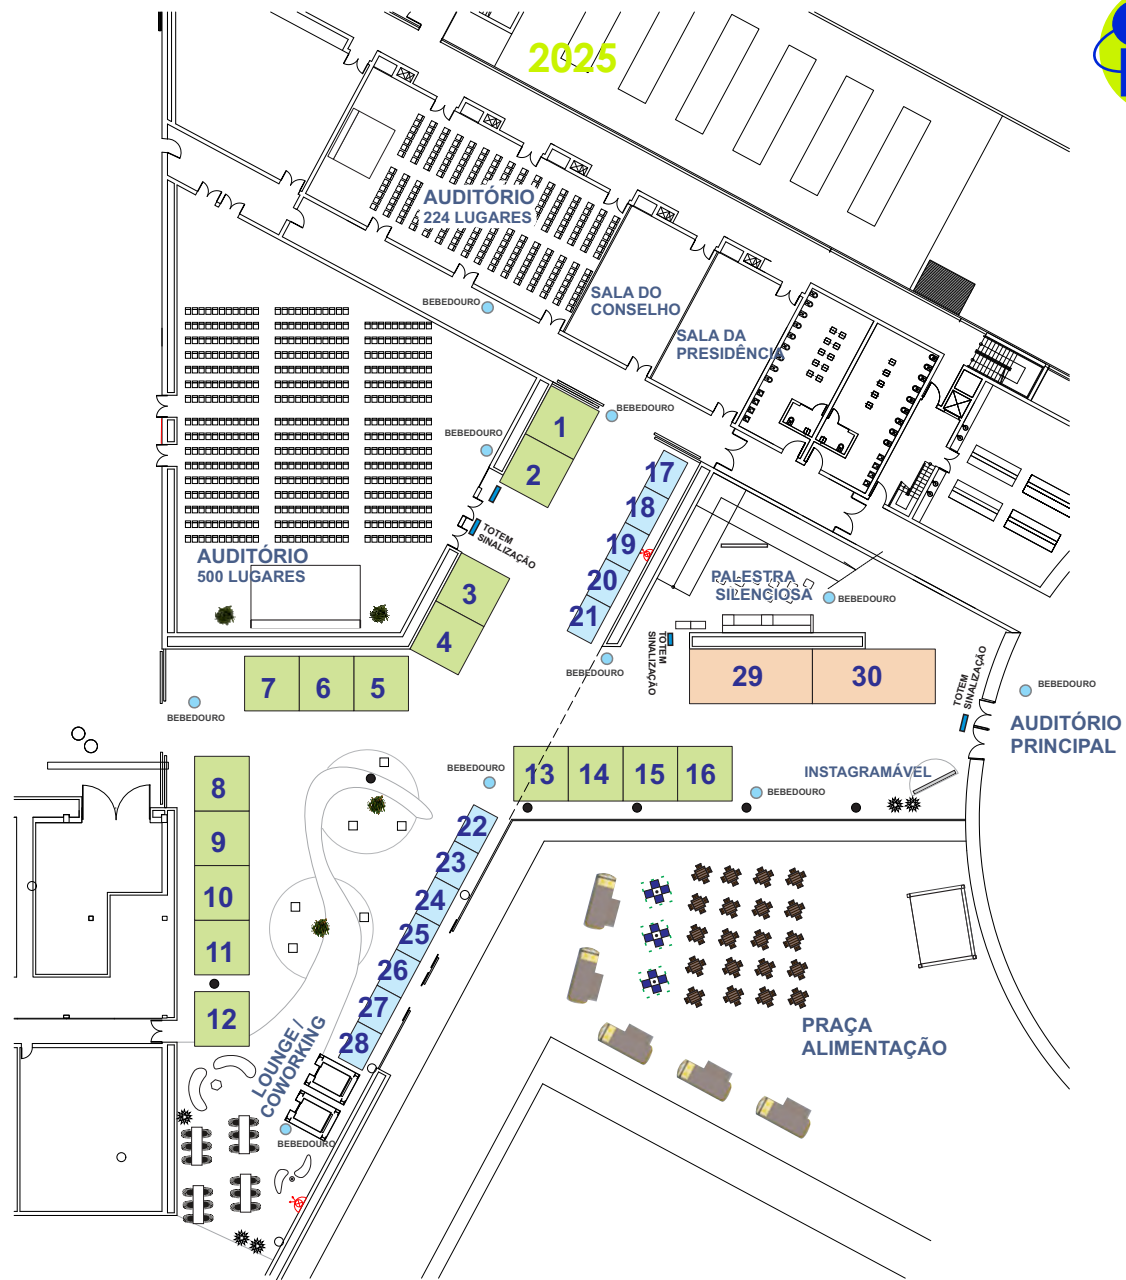 2025
AUDITÓRIO
224 LUGARES
BEBEDOURO
SALA DO
CONSELHO
SALA DA
PRESIDÊNCIA
BEBEDOURO
BEBEDOURO
1
2
17
18
19
20
21
TOTEM
SINALIZAÇÃO
AUDITÓRIO
500 LUGARES
3
4
PALESTRA
SILENCIOSA
BEBEDOURO
TOTEM
SINALIZAÇÃO
BEBEDOURO
29
30
TOTEM
SINALIZAÇÃO
BEBEDOURO
AUDITÓRIO
PRINCIPAL
7
6
5
BEBEDOURO
BEBEDOURO
13
14
15
16
INSTAGRAMÁVEL
BEBEDOURO
8
9
10
11
12
22
23
24
25
26
27
28
LOUNGE /
COWORKING
BEBEDOURO
PRAÇA
ALIMENTAÇÃO